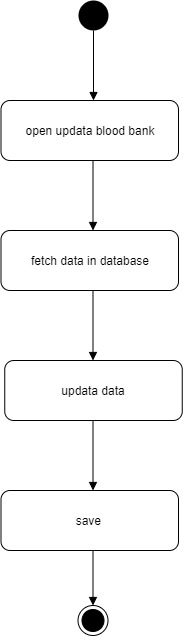 open updata blood bank
fetch data in database
updata data
save